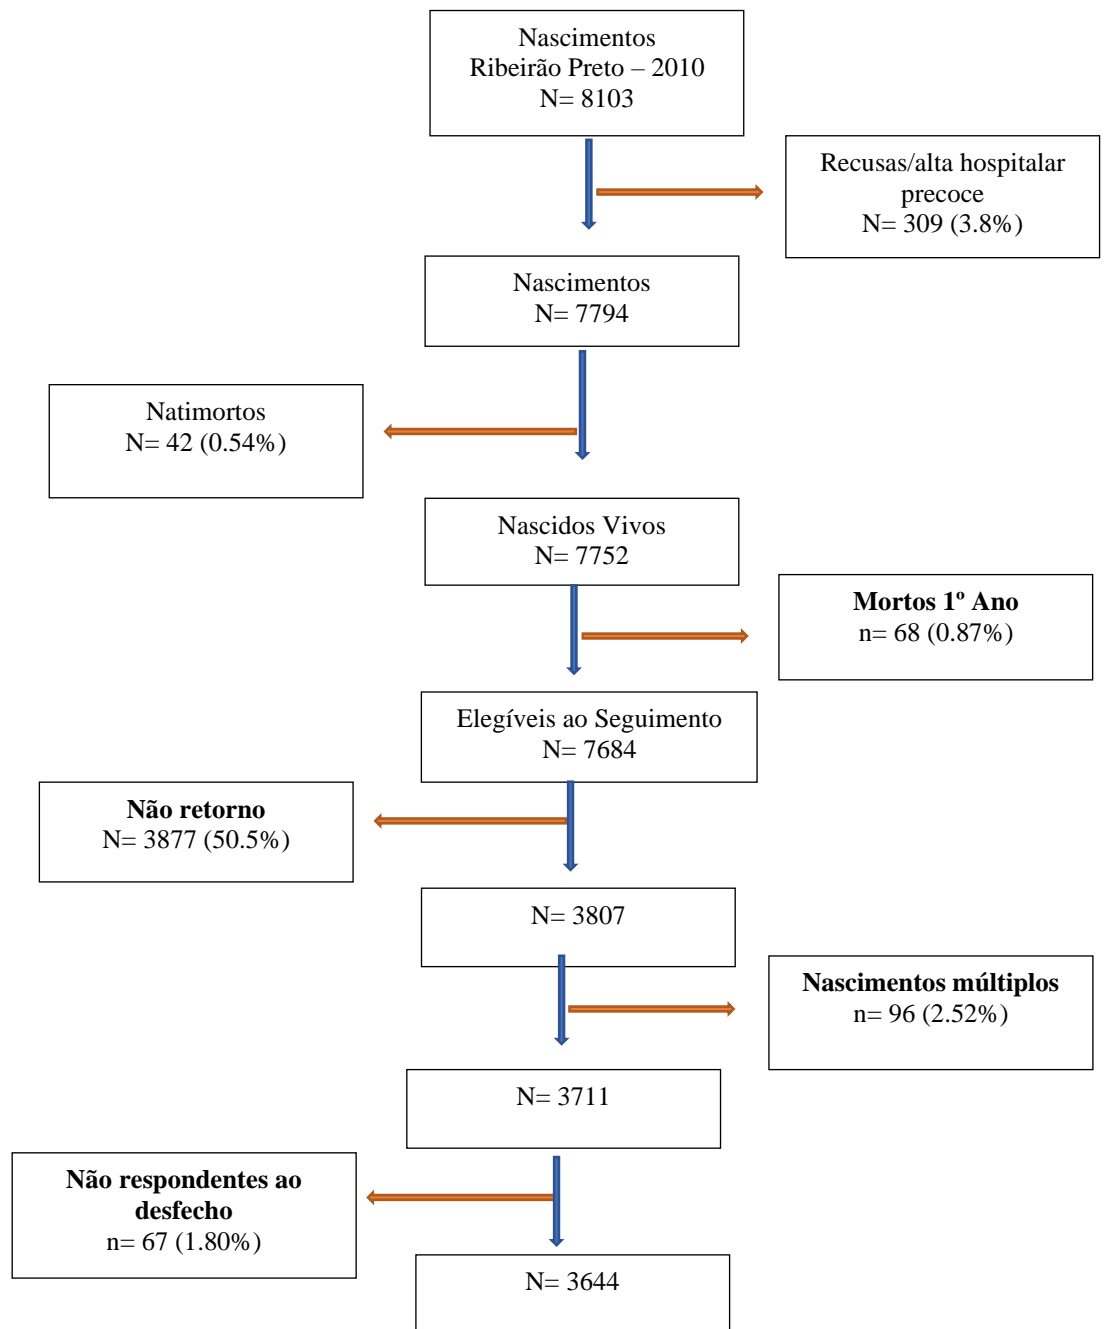 Nascimentos
Ribeirão Preto – 2010
N= 8103
Recusas/alta hospitalar
precoce
N= 309 (3.8%)
Nascimentos
N= 7794
Natimortos
N= 42 (0.54%)
Nascidos Vivos
N= 7752
Mortos 1º Ano
n= 68 (0.87%)
Elegíveis ao Seguimento
N= 7684
Não retorno
N= 3877 (50.5%)
N= 3807
Nascimentos múltiplos
n= 96 (2.52%)
N= 3711
Não respondentes ao
desfecho
n= 67 (1.80%)
N= 3644